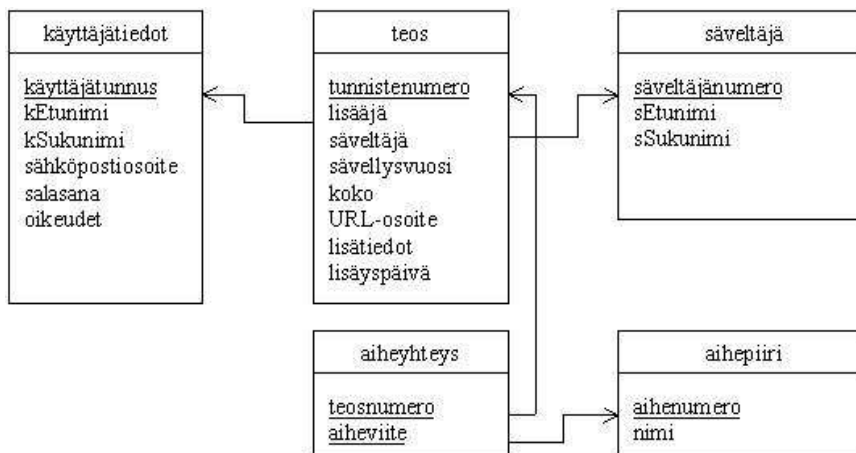 käyttäjätiedot
käyttäjätunnus
kEtunimi
kSukunimi
sähköpostiosoite
salasana
oikeudet
teos
tunnistenumero
lisääjä
säveltäjä
sävellysvuosi
koko
URL-osoite
lisätiedot
lisäyspäivä
säveltäjä
säveltäjänumero
sEtunimi
sSukunimi
aiheyhteys
teosnumero
aiheviite
aihepiiri
aihenumero
nimi